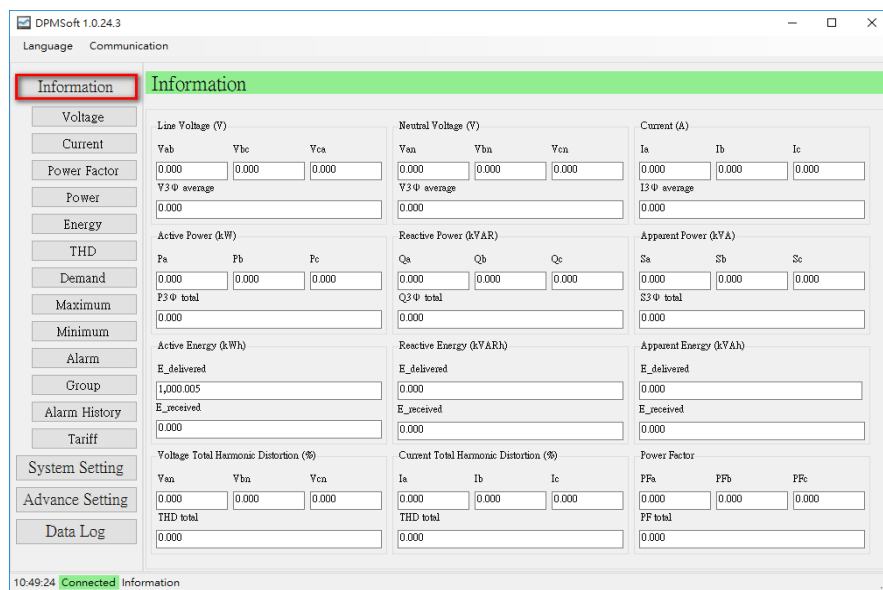 DPMSoft 1.0.24.3
Language Communication
Information
Voltage
Current
Power Factor
Power
Energy
THD
Demand
Maximum
Minimum
Alarm
Group
Alarm History
Tariff
System Setting
Advance Setting
Data Log
Information
Line Voltage (V)
Vab Vbc Vca
0.000 0.000 0.000
V3Φ average
0.000
Neutral Voltage (V)
Van Vbn Vcn
0.000 0.000 0.000
V3Φ average
0.000
Current (A)
Ia Ib Ic
0.000 0.000 0.000
I3Φ average
0.000
Active Power (kW)
Pa Pb Pc
0.000 0.000 0.000
P3Φ total
0.000
Reactive Power (kVAR)
Qa Qb Qc
0.000 0.000 0.000
Q3Φ total
0.000
Apparent Power (kVA)
Sa Sb Sc
0.000 0.000 0.000
S3Φ total
0.000
Active Energy (kWh)
E_delivered
1,000.005
E_received
0.000
Reactive Energy (kVARh)
E_delivered
0.000
E_received
0.000
Apparent Energy (kVAh)
E_delivered
0.000
E_received
0.000
Voltage Total Harmonic Distortion (%)
Van Vbn Vcn
0.000 0.000 0.000
THD total
0.000
Current Total Harmonic Distortion (%)
Ia Ib Ic
0.000 0.000 0.000
THD total
0.000
Power Factor
PFa PFb PFc
0.000 0.000 0.000
PF total
0.000
10:49:24 Connected Information